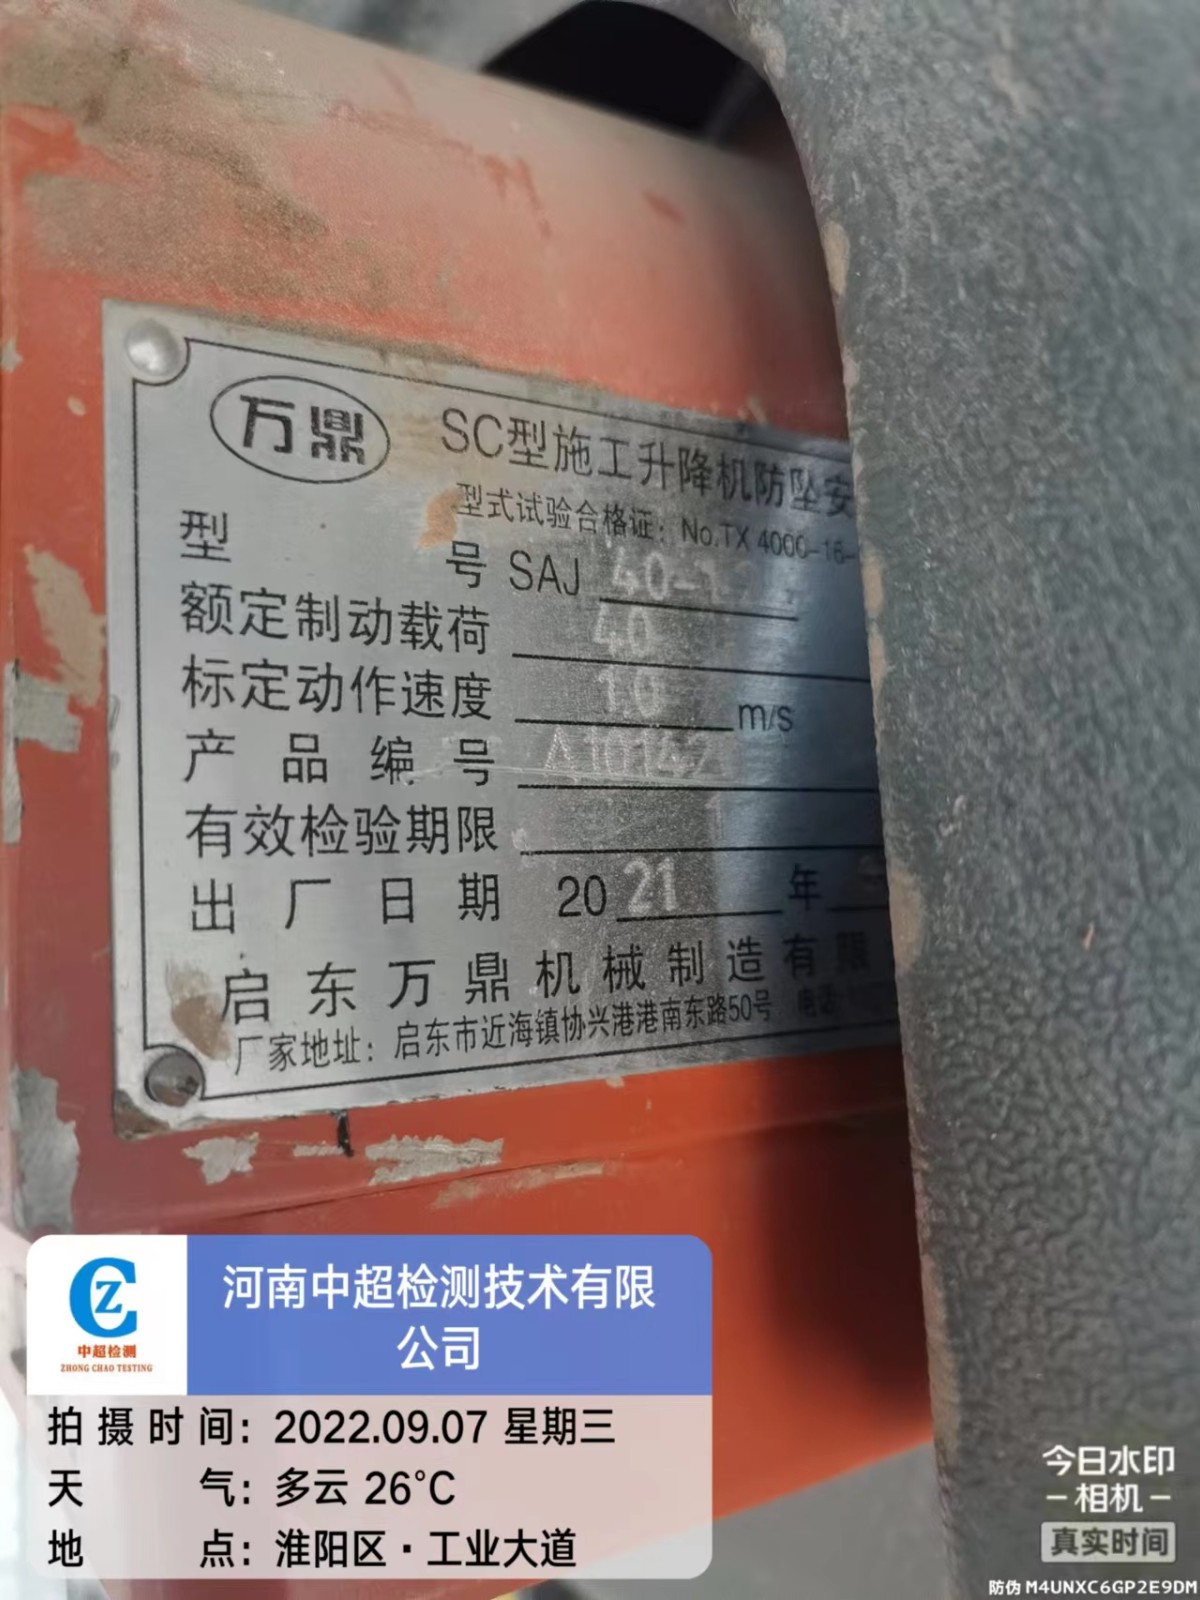 万鼎
SC型施工升降机防坠安
型式试验合格证：No.TX 4000-16-
型 号 SAJ 40-1
额定制动载荷 40
标定动作速度 1.0 m/s
产品编号 A10142
有效检验期限 1
出厂日期 2021 年
启东万鼎机械制造有限
厂家地址：启东市近海镇协兴港港南东路50号 电话
中超检测
ZHONG CHAO TESTING
河南中超检测技术有限
公司
拍摄时间：2022.09.07 星期三
天 气：多云 26°C
地 点：淮阳区·工业大道
今日水印
-相机-
真实时间
防伪 M4UNXC6GP2E9DM